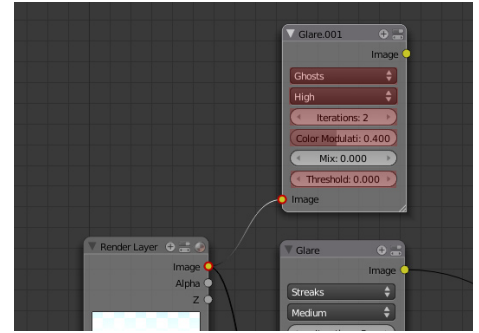 Glare.001
Image
Ghosts
High
Iterations: 2
Color Modulati: 0.400
Mix: 0.000
Threshold: 0.000
Image
Render Layer
Image
Alpha
Z
Glare
Image
Streaks
Medium